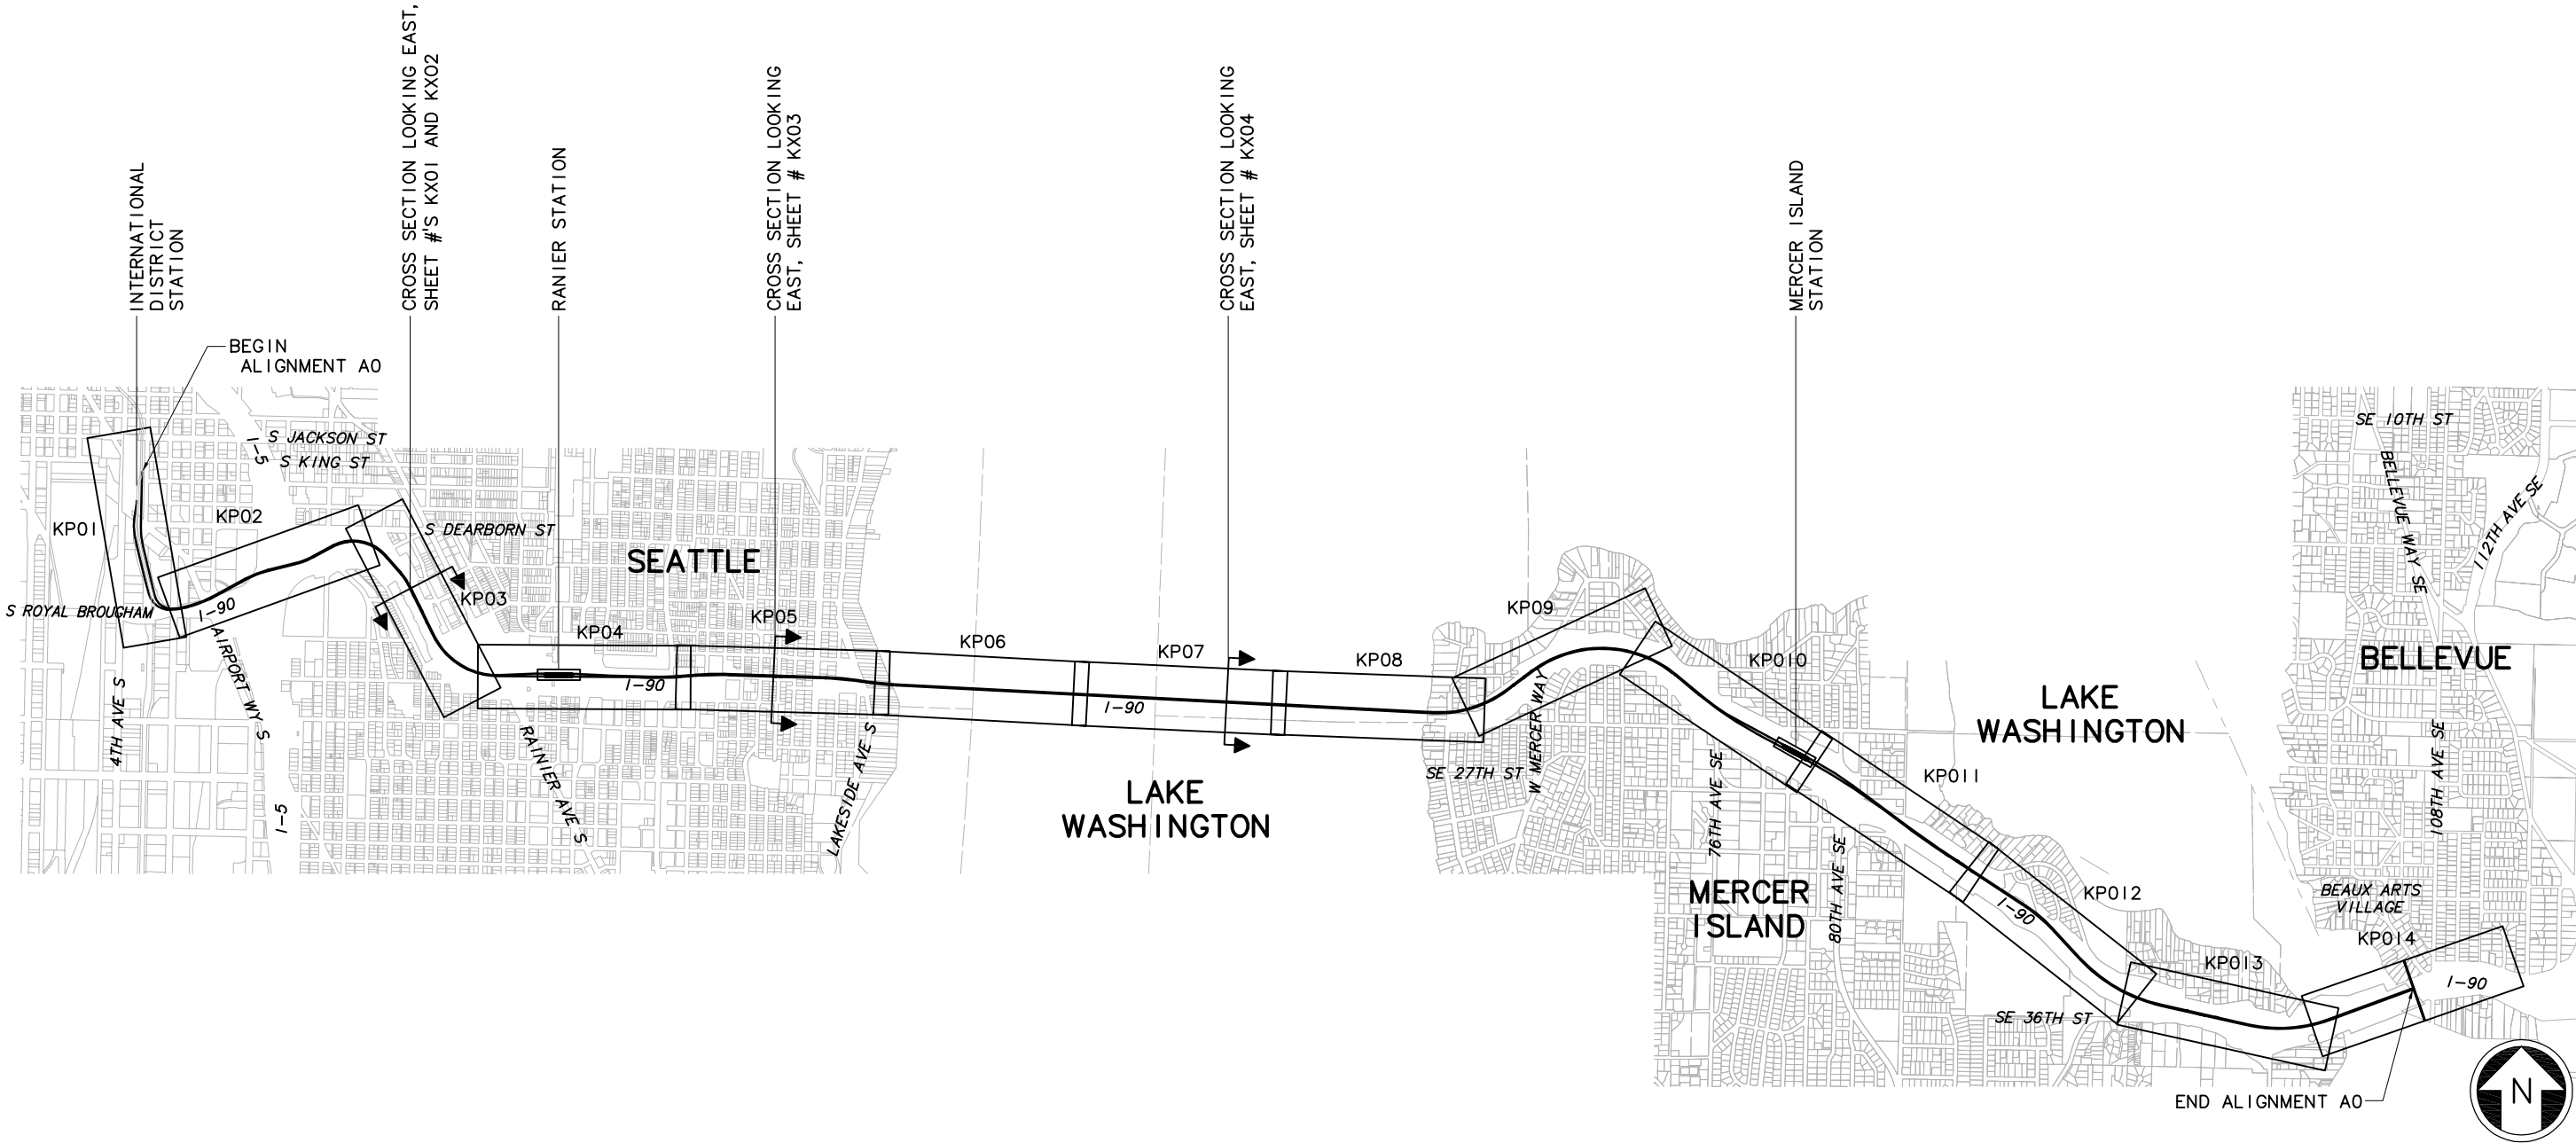 INTERNATIONAL
DISTRICT
STATION
CROSS SECTION LOOKING EAST,
SHEET #'S KX01 AND KX02
RANIER STATION
CROSS SECTION LOOKING
EAST, SHEET # KX03
CROSS SECTION LOOKING
EAST, SHEET # KX04
MERCER ISLAND
STATION
BEGIN
ALIGNMENT A0
S JACKSON ST
S KING ST
I-5
KP01
KP02
S DEARBORN ST
SEATTLE
S ROYAL BROUGHAM
I-90
KP03
KP04
KP05
KP06
KP07
KP08
KP09
KP010
I-90
I-90
AIRPORT WY S
4TH AVE S
I-5
RAINIER AVE S
LAKESIDE AVE S
LAKE
WASHINGTON
SE 27TH ST
W MERCER WAY
76TH AVE SE
80TH AVE SE
MERCER
ISLAND
KP011
LAKE
WASHINGTON
KP012
I-90
SE 36TH ST
KP013
KP014
I-90
SE 10TH ST
BELLEVUE WAY SE
112TH AVE SE
BELLEVUE
108TH AVE SE
BEAUX ARTS
VILLAGE
END ALIGNMENT A0
N